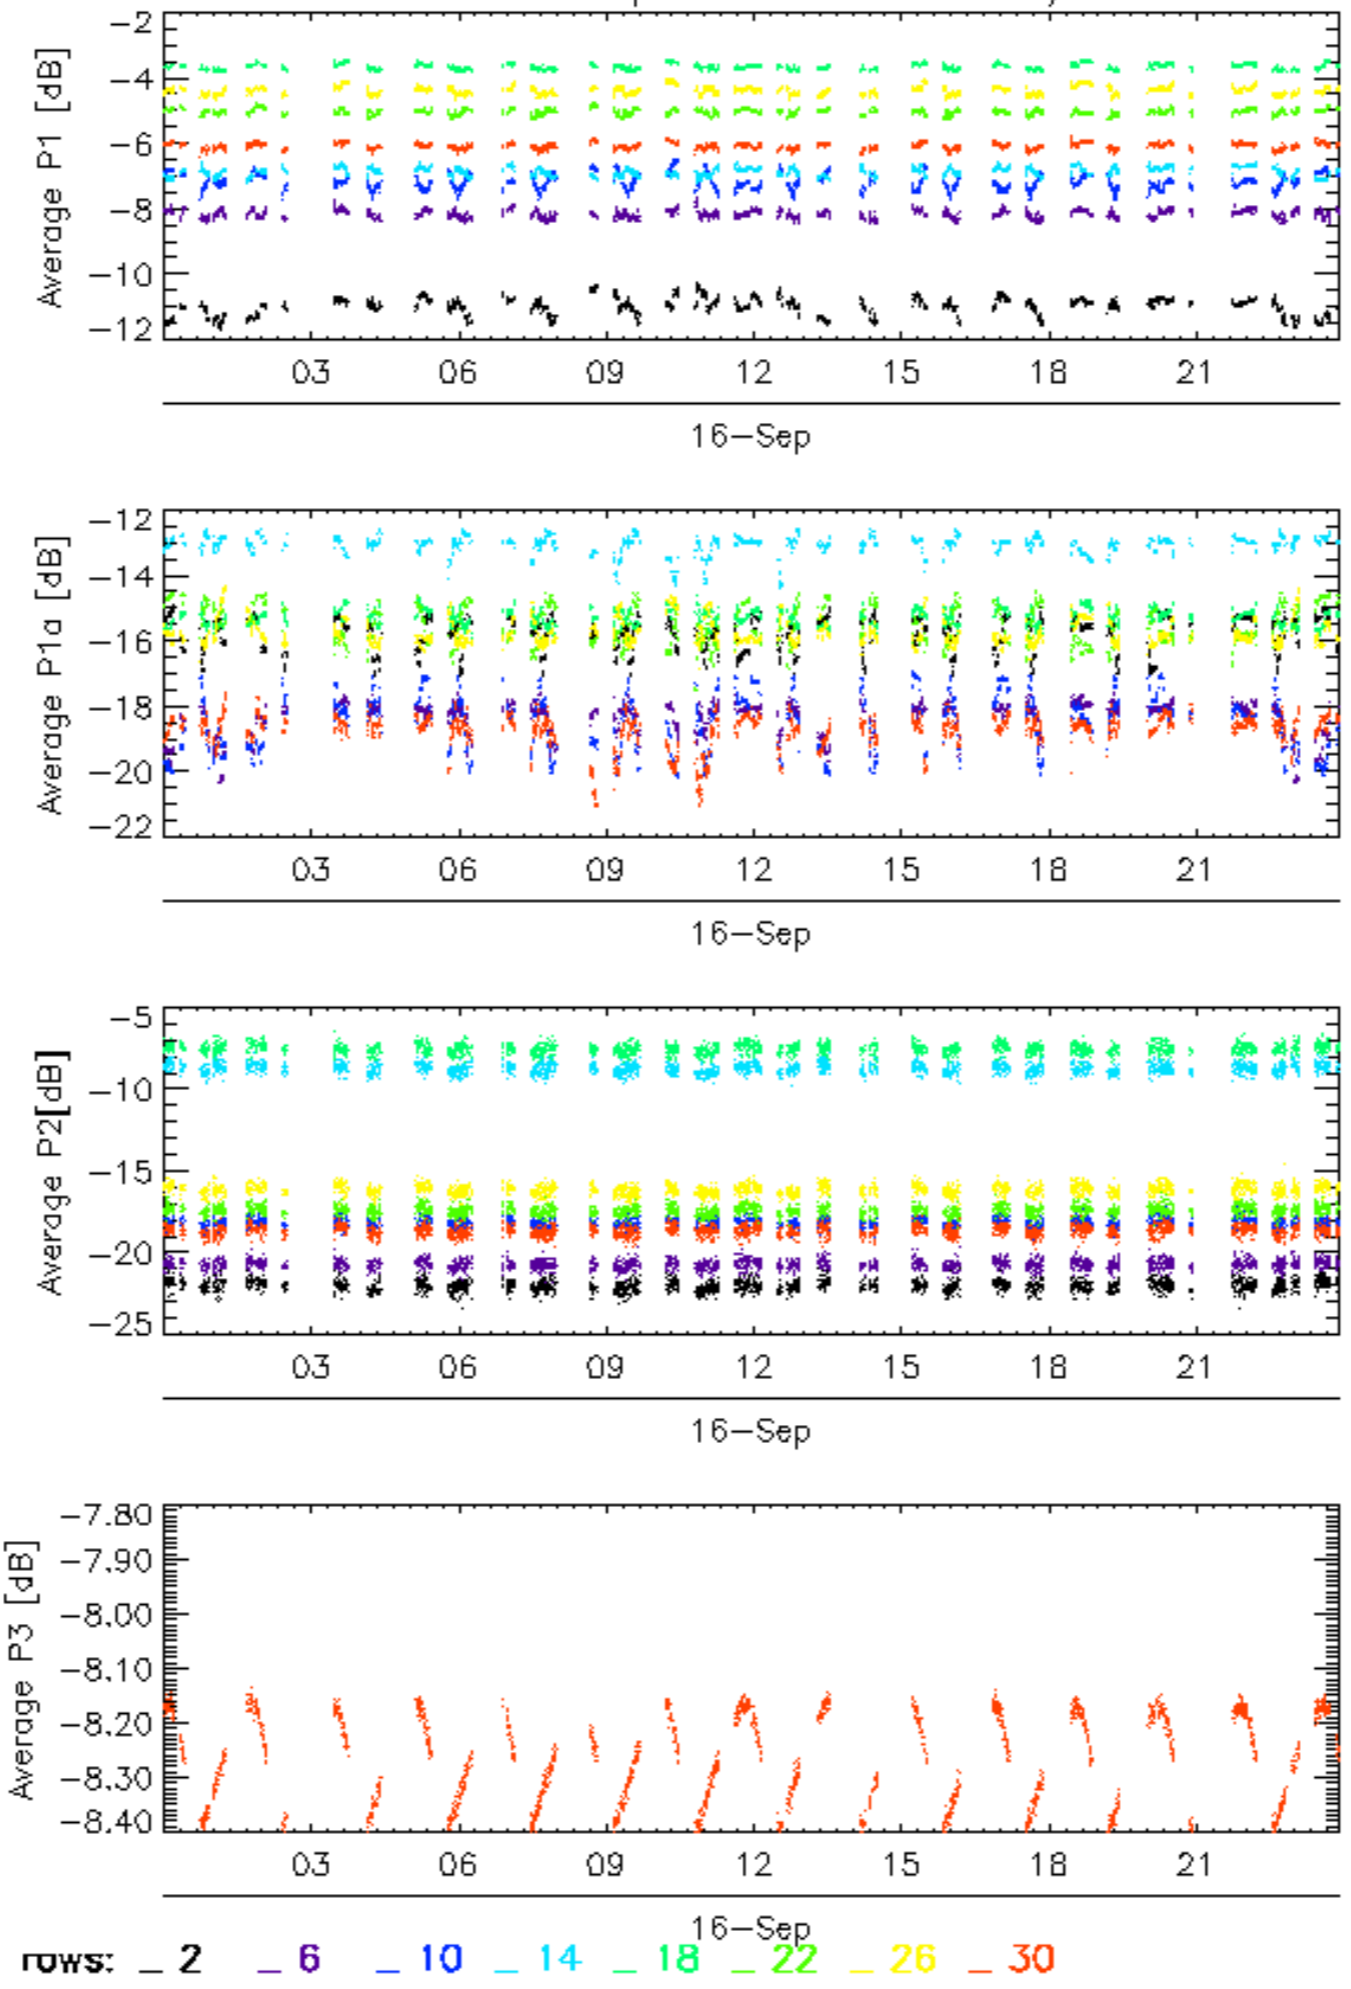 Average P1 [dB]
-2
-4
-6
-8
-10
-12
03 06 09 12 15 18 21
16-Sep
Average P1a [dB]
-12
-14
-16
-18
-20
-22
03 06 09 12 15 18 21
16-Sep
Average P2[dB]
-5
-10
-15
-20
-25
03 06 09 12 15 18 21
16-Sep
Average P3 [dB]
-7.80
-7.90
-8.00
-8.10
-8.20
-8.30
-8.40
03 06 09 12 15 18 21
16-Sep
rows: _ 2 _ 6 _ 10 _ 14 _ 18 _ 22 _ 26 _ 30